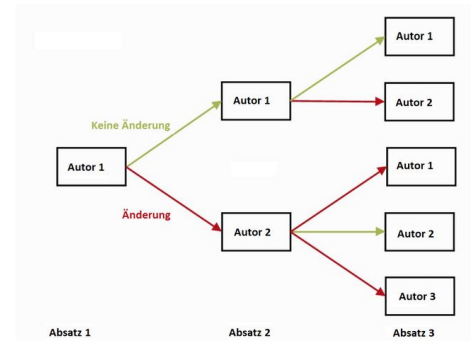 Autor 1
Autor 1
Autor 2
Keine Änderung
Autor 1
Autor 1
Änderung
Autor 2
Autor 2
Autor 3
Absatz 1
Absatz 2
Absatz 3